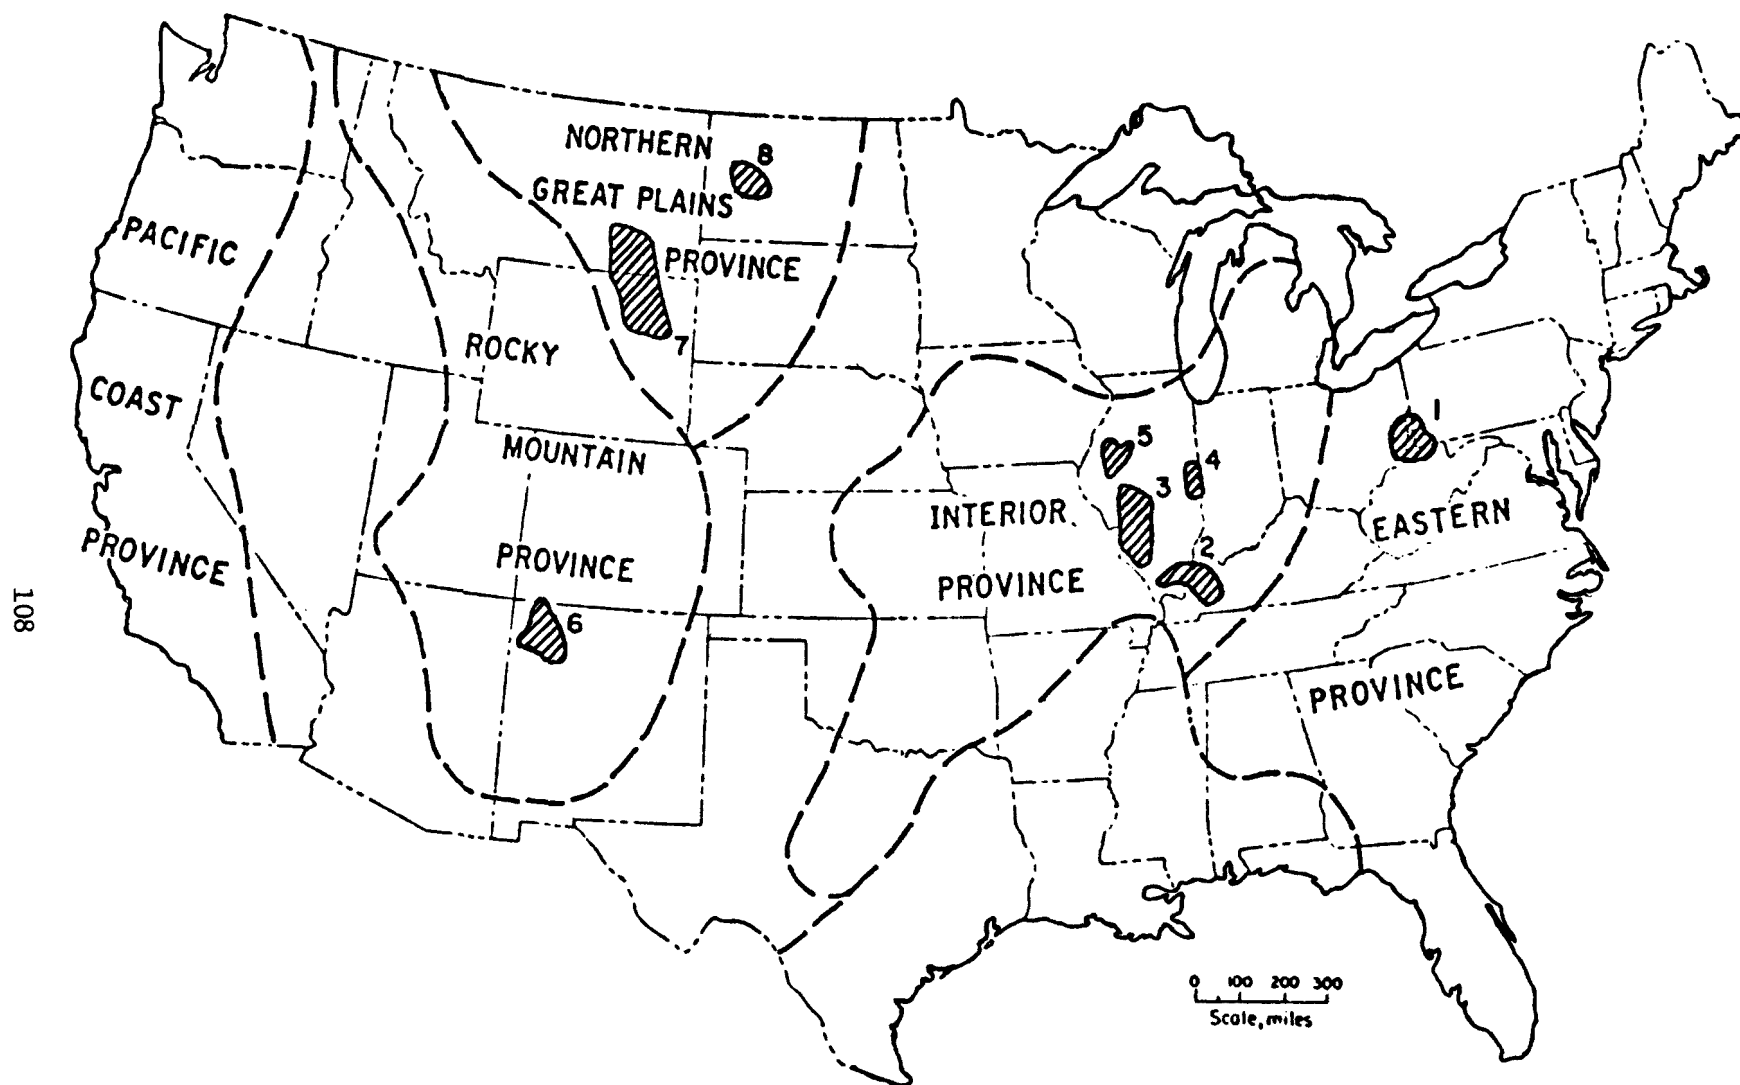 NORTHERN
8
GREAT PLAINS
PROVINCE
7
PACIFIC
COAST
PROVINCE
ROCKY
MOUNTAIN
PROVINCE
6
5
4
3
INTERIOR
2
PROVINCE
1
EASTERN
PROVINCE
0 100 200 300
Scale, miles
108